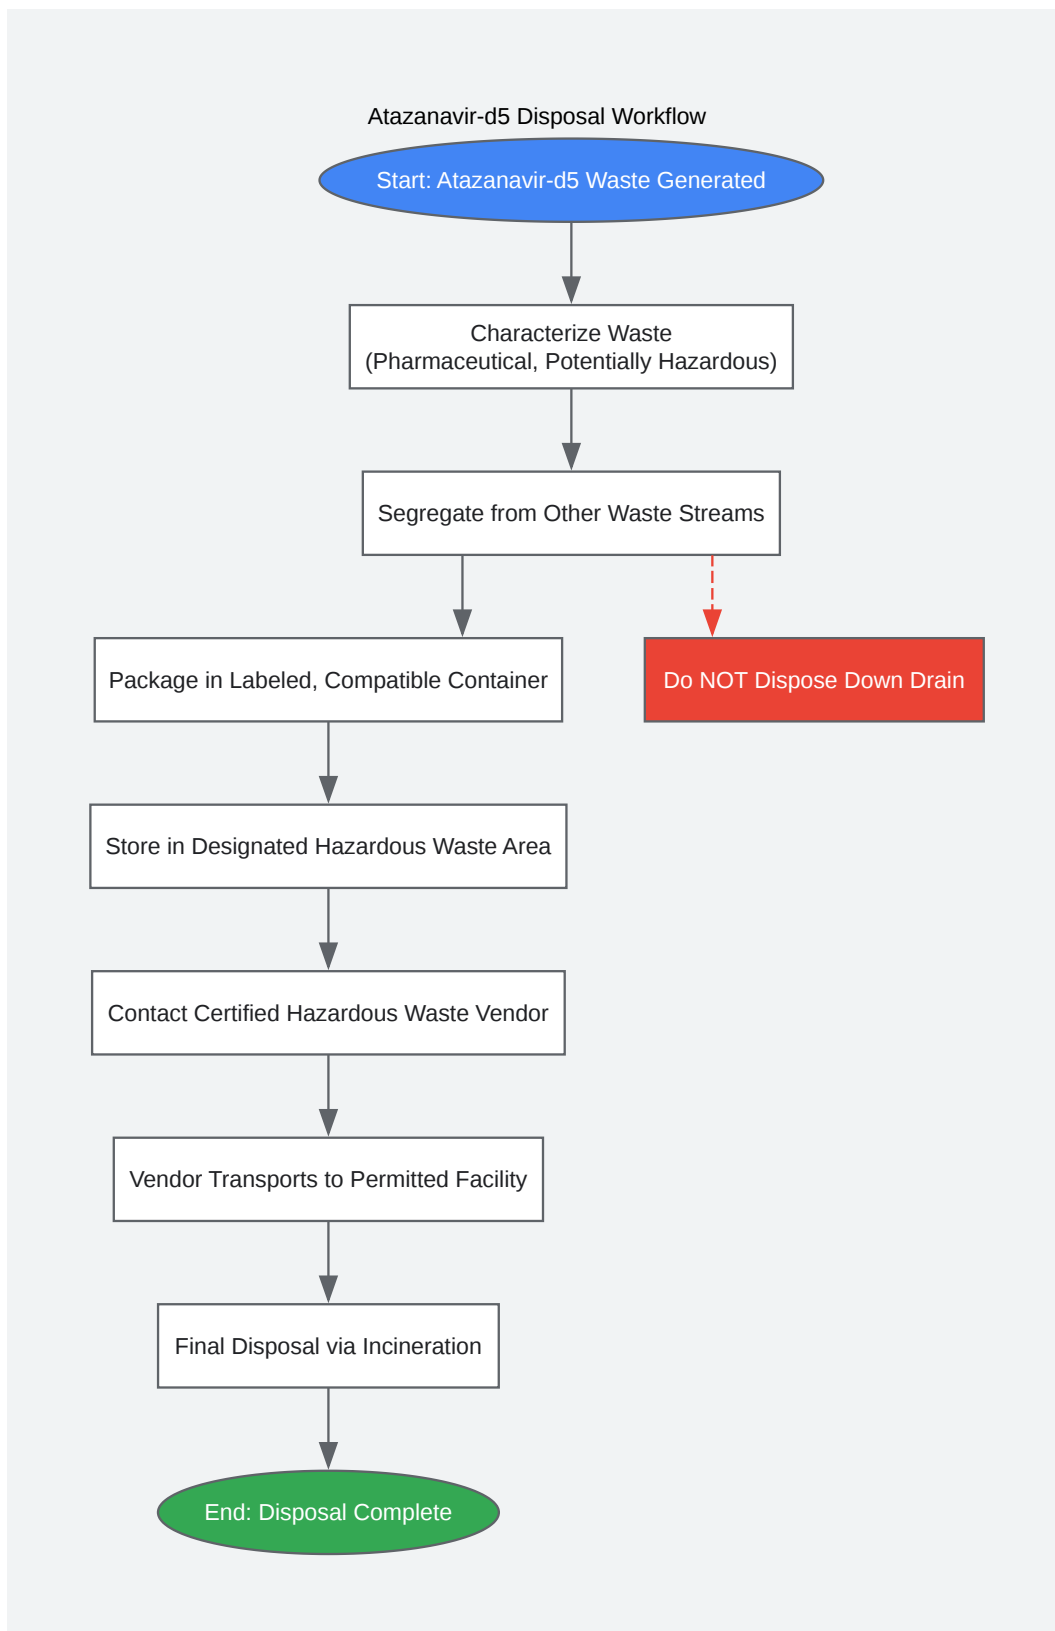 Atazanavir-d5 Disposal Workflow
Start: Atazanavir-d5 Waste Generated
Characterize Waste
(Pharmaceutical, Potentially Hazardous)
Segregate from Other Waste Streams
Package in Labeled, Compatible Container
Do NOT Dispose Down Drain
Store in Designated Hazardous Waste Area
Contact Certified Hazardous Waste Vendor
Vendor Transports to Permitted Facility
Final Disposal via Incineration
End: Disposal Complete